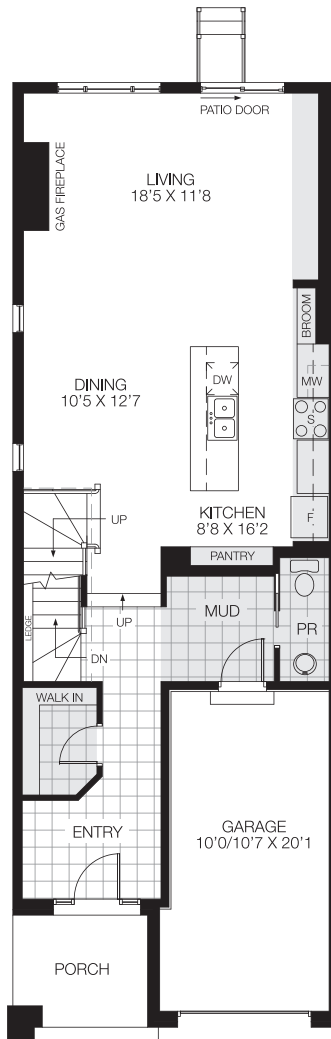 PATIO DOOR
GAS FIREPLACE
LIVING
18'5 X 11'8
BROOM
DW
MW
DINING
10'5 X 12'7
S
KITCHEN
8'8 X 16'2
F
UP
PANTRY
MUD
PR
UP
LEDGE
DN
WALK IN
ENTRY
GARAGE
10'0/10'7 X 20'1
PORCH